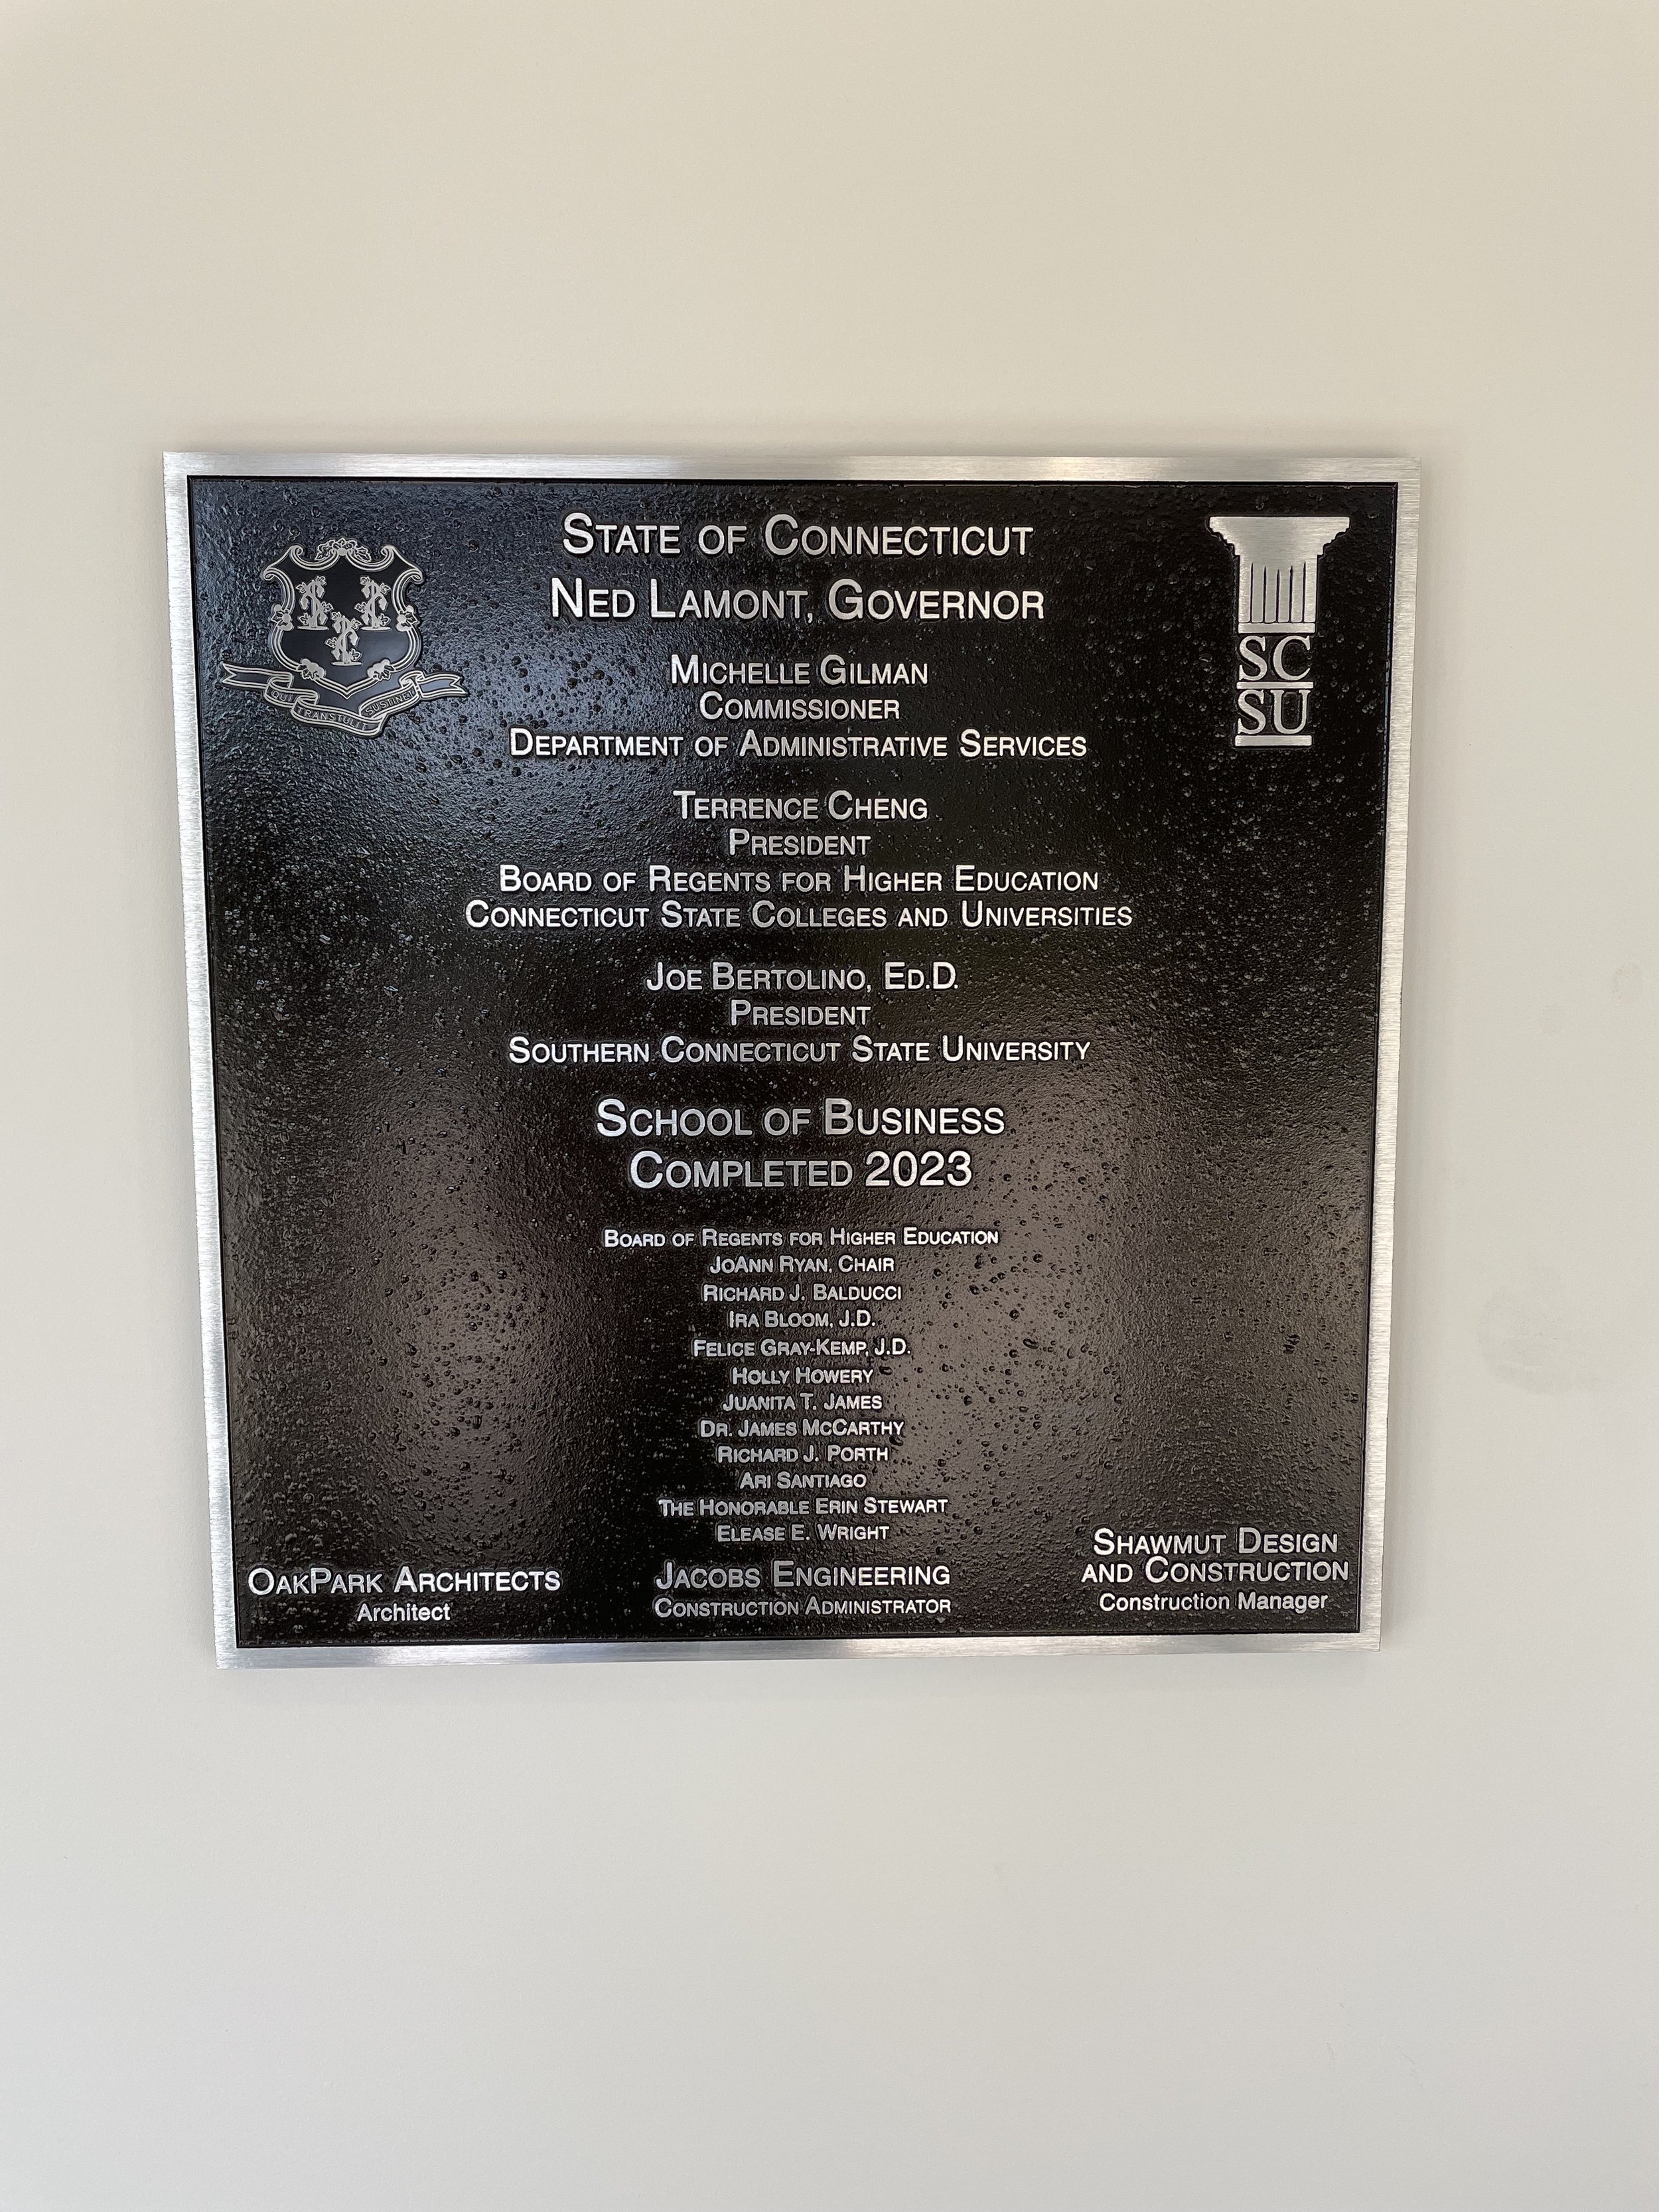 STATE OF CONNECTICUT
NED LAMONT, GOVERNOR
QUI TRANSTULIT SUSTINET
SC
SU
MICHELLE GILMAN
COMMISSIONER
DEPARTMENT OF ADMINISTRATIVE SERVICES
TERRENCE CHENG
PRESIDENT
BOARD OF REGENTS FOR HIGHER EDUCATION
CONNECTICUT STATE COLLEGES AND UNIVERSITIES
JOE BERTOLINO, ED.D.
PRESIDENT
SOUTHERN CONNECTICUT STATE UNIVERSITY
SCHOOL OF BUSINESS
COMPLETED 2023
BOARD OF REGENTS FOR HIGHER EDUCATION
JOANN RYAN, CHAIR
RICHARD J. BALDUCCI
IRA BLOOM, J.D.
FELICE GRAY-KEMP, J.D.
HOLLY HOWERY
JUANITA T. JAMES
DR. JAMES MCCARTHY
RICHARD J. PORTH
ARI SANTIAGO
THE HONORABLE ERIN STEWART
ELEASE E. WRIGHT
OAKPARK ARCHITECTS
Architect
JACOBS ENGINEERING
CONSTRUCTION ADMINISTRATOR
SHAWMUT DESIGN
AND CONSTRUCTION
Construction Manager